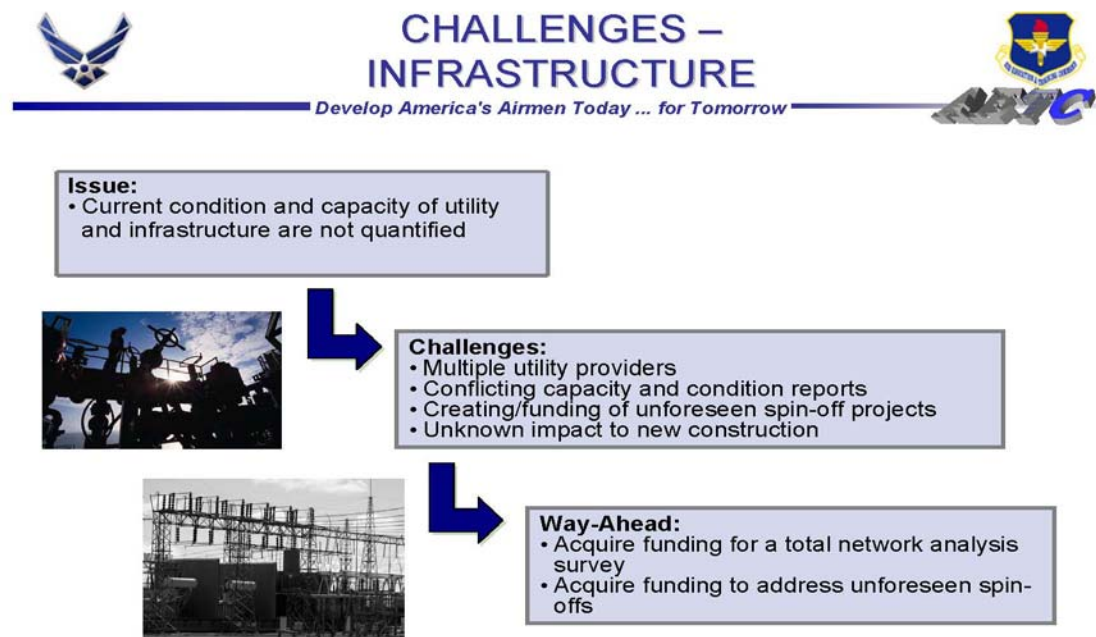 CHALLENGES –
INFRASTRUCTURE
Develop America's Airmen Today ... for Tomorrow
AETC
Issue:
• Current condition and capacity of utility
and infrastructure are not quantified
Challenges:
• Multiple utility providers
• Conflicting capacity and condition reports
• Creating/funding of unforeseen spin-off projects
• Unknown impact to new construction
Way-Ahead:
• Acquire funding for a total network analysis
survey
• Acquire funding to address unforeseen spin-
offs